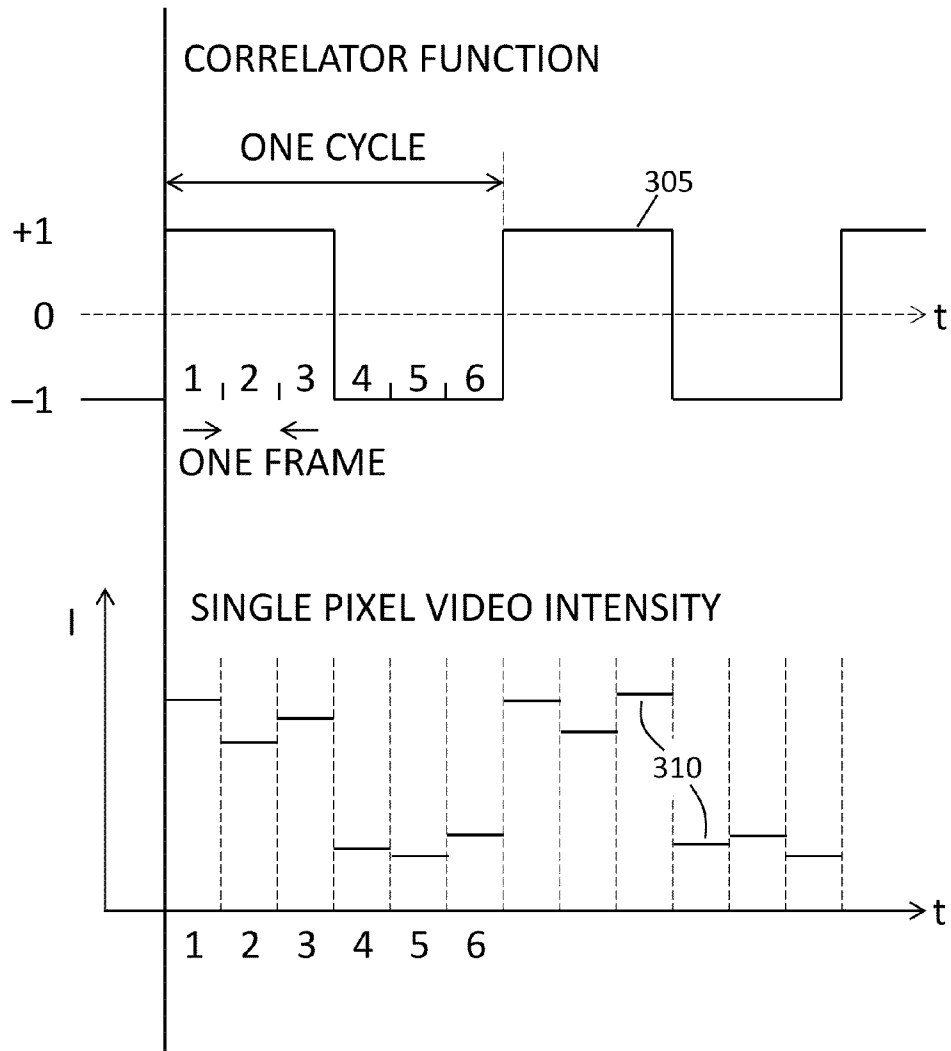 CORRELATOR FUNCTION
ONE CYCLE
305
+1
0
t
1 2 3 4 5 6
–1
ONE FRAME
I
SINGLE PIXEL VIDEO INTENSITY
310
t
1 2 3 4 5 6